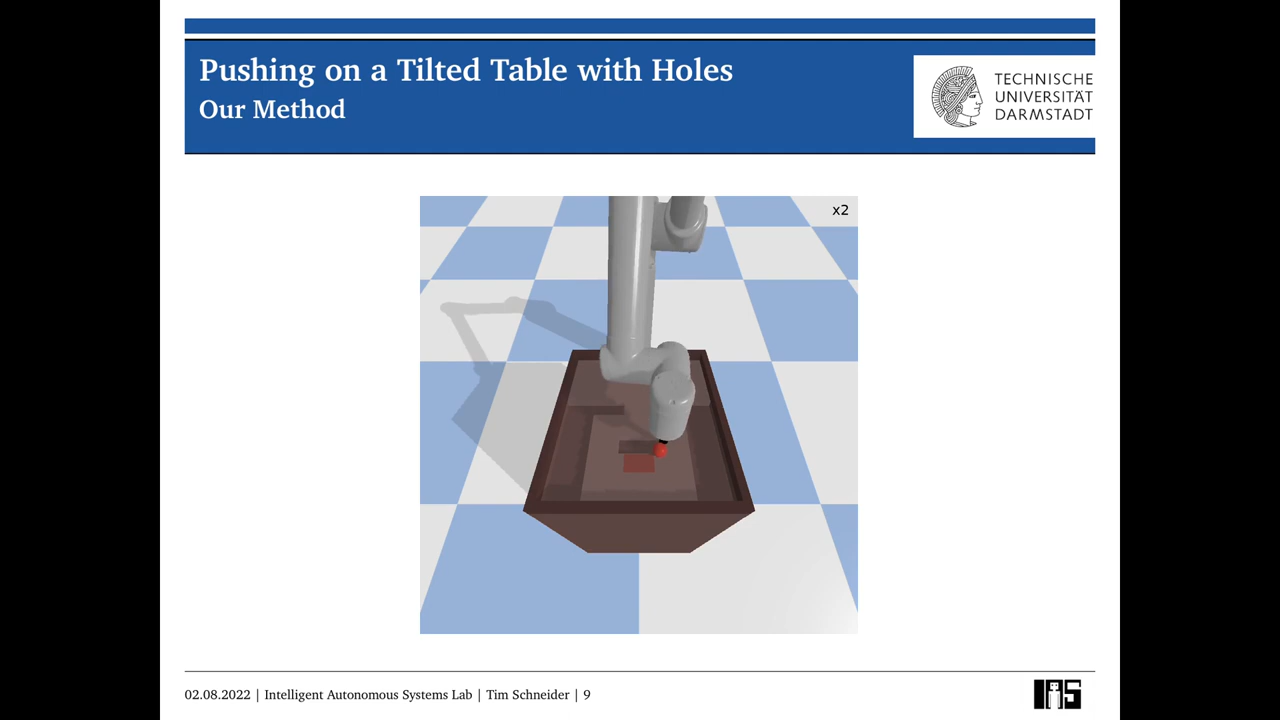 Pushing on a Tilted Table with Holes
Our Method
TECHNISCHE
UNIVERSITÄT
DARMSTADT
x2
02.08.2022 | Intelligent Autonomous Systems Lab | Tim Schneider | 9
IAS